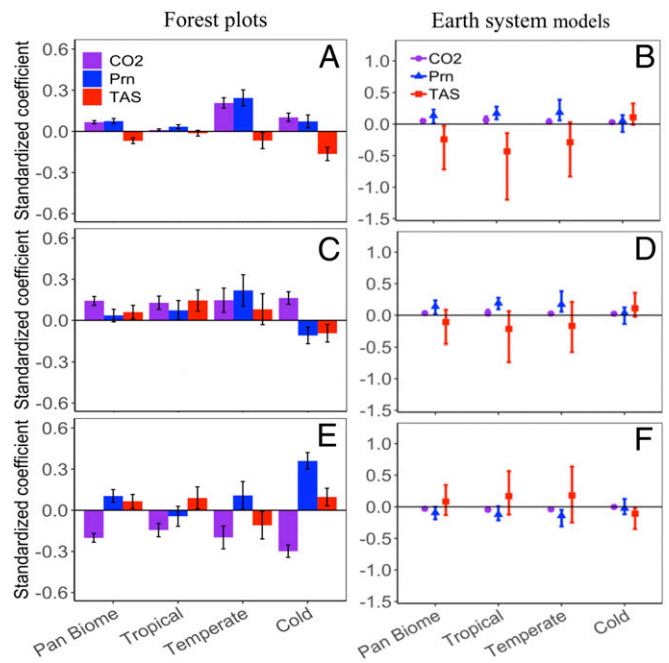 Forest plots
Earth system models
A
CO2
Prn
TAS
Standardized coefficient
0.6
0.3
0.0
-0.3
-0.6
B
CO2
Prn
TAS
1.0
0.5
0.0
-0.5
-1.0
-1.5
C
Standardized coefficient
0.6
0.3
0.0
-0.3
-0.6
D
1.0
0.5
0.0
-0.5
-1.0
-1.5
E
Standardized coefficient
0.6
0.3
0.0
-0.3
-0.6
Pan Biome
Tropical
Temperate
Cold
F
1.0
0.5
0.0
-0.5
-1.0
-1.5
Pan Biome
Tropical
Temperate
Cold